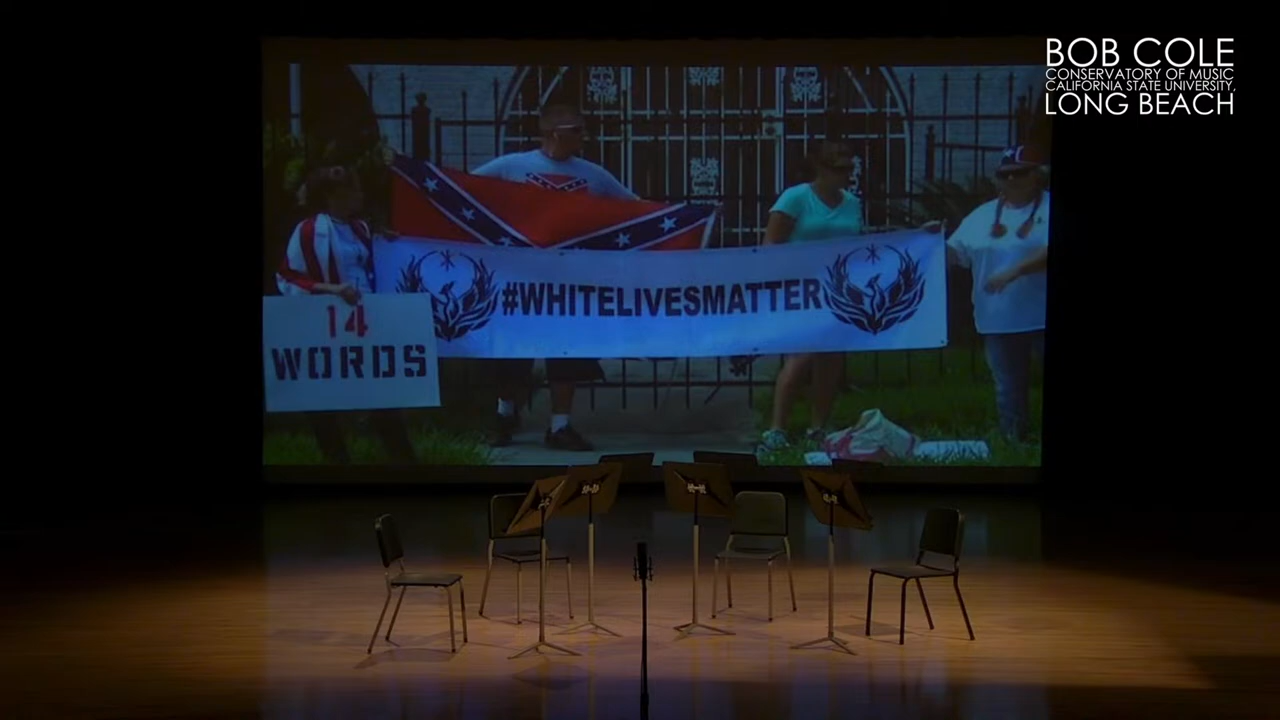 BOB COLE
CONSERVATORY OF MUSIC
CALIFORNIA STATE UNIVERSITY,
LONG BEACH
#WHITELIVESMATTER
14
WORDS